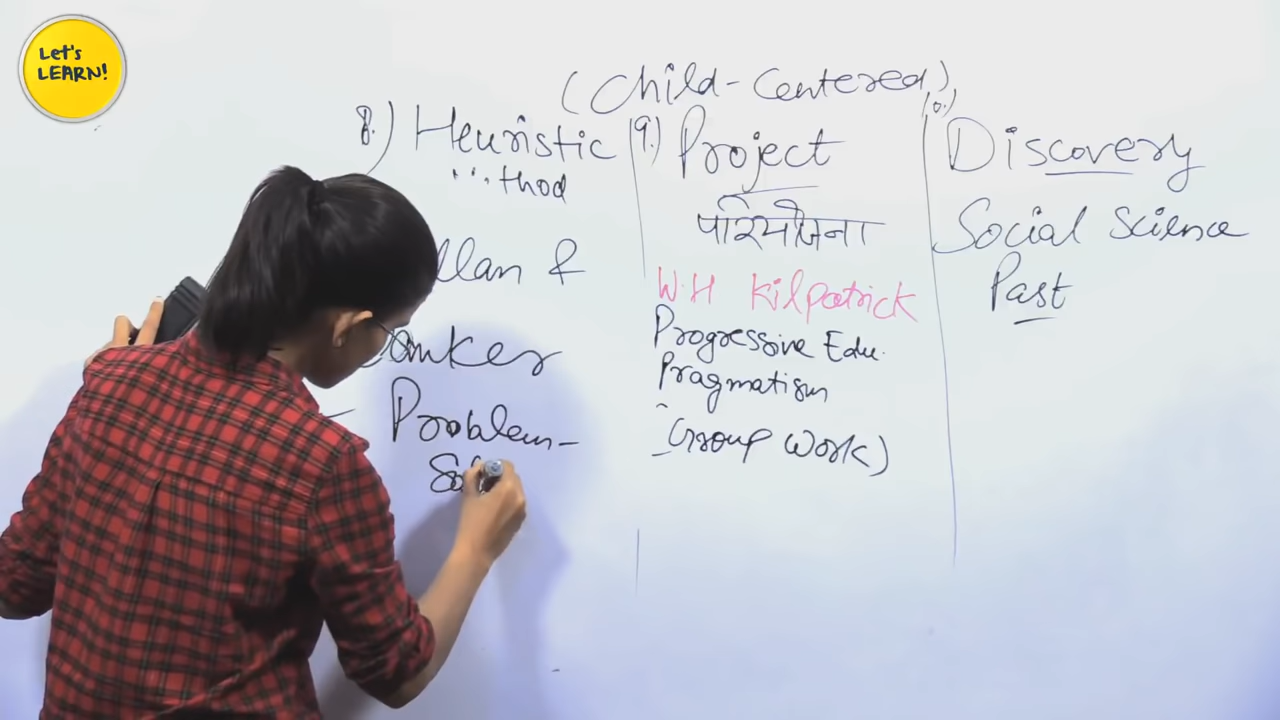 Let's
LEARN!
(Child-Centered)
8.) Heuristic
thod
llan &
Problem-
9.) Project
परियोजना
W.H Kilpatrick
Progressive Edu.
Pragmatism
(Group Work)
10.)
Discovery
Social Science
Past